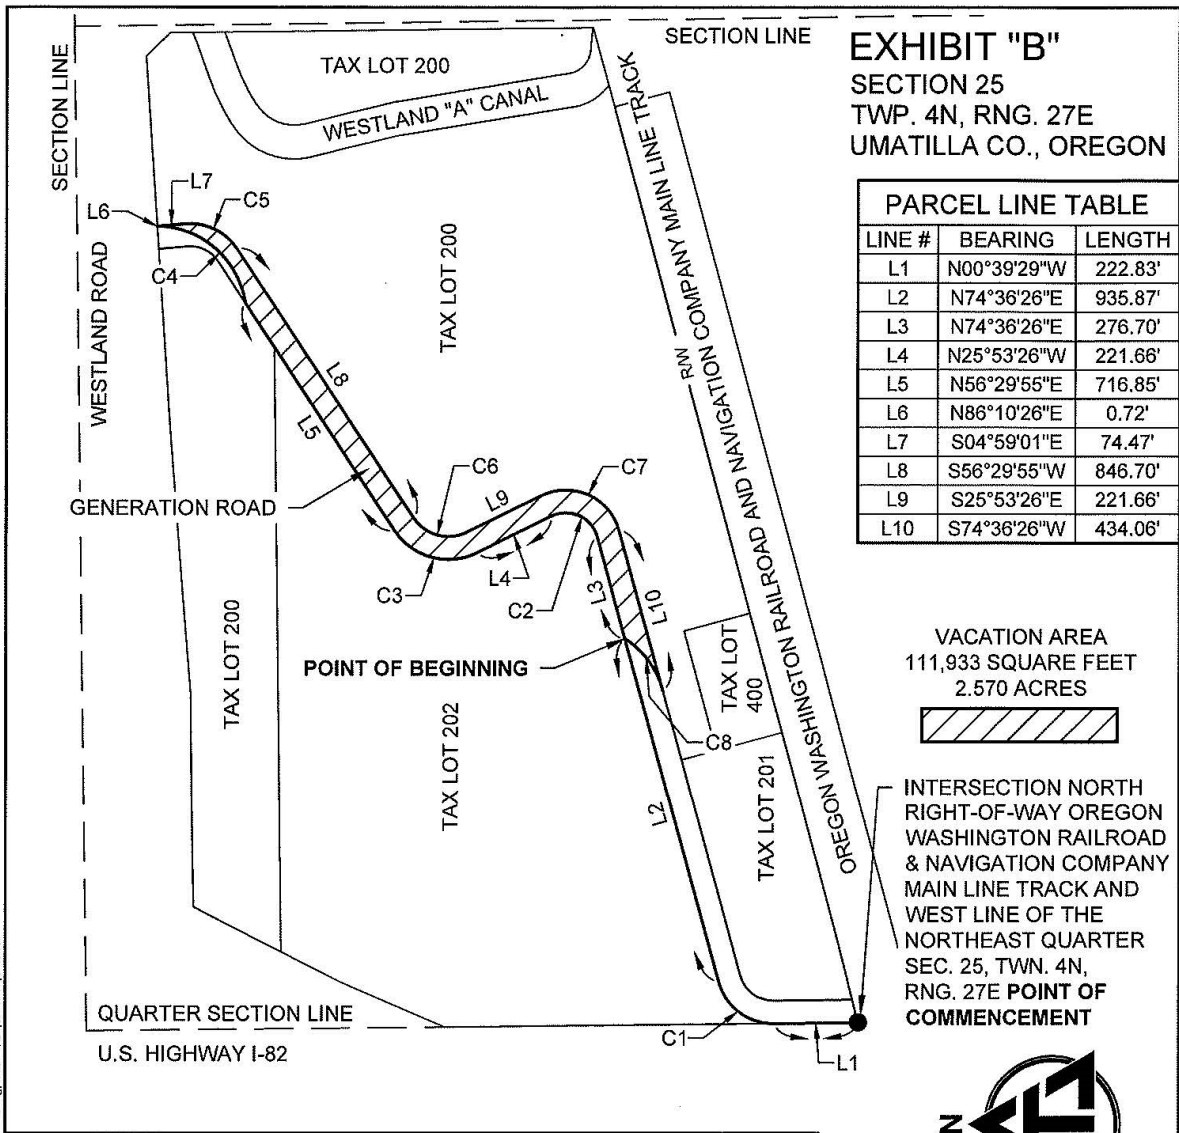 EXHIBIT "B"
SECTION 25
TWP. 4N, RNG. 27E
UMATILLA CO., OREGON
SECTION LINE
SECTION LINE
TAX LOT 200
WESTLAND "A" CANAL
OREGON WASHINGTON RAILROAD AND NAVIGATION COMPANY MAIN LINE TRACK
R/W
PARCEL LINE TABLE
LINE # BEARING LENGTH
L1 N00°39'29"W 222.83'
L2 N74°36'26"E 935.87'
L3 N74°36'26"E 276.70'
L4 N25°53'26"W 221.66'
L5 N56°29'55"E 716.85'
L6 N86°10'26"E 0.72'
L7 S04°59'01"E 74.47'
L8 S56°29'55"W 846.70'
L9 S25°53'26"E 221.66'
L10 S74°36'26"W 434.06'
L7
L6
C5
C4
WESTLAND ROAD
TAX LOT 200
L8
L5
C6
C7
L9
GENERATION ROAD
C3
L4
C2
L3
L10
TAX LOT 200
POINT OF BEGINNING
TAX LOT
400
C8
TAX LOT 202
L2
TAX LOT 201
VACATION AREA
111,933 SQUARE FEET
2.570 ACRES
INTERSECTION NORTH
RIGHT-OF-WAY OREGON
WASHINGTON RAILROAD
& NAVIGATION COMPANY
MAIN LINE TRACK AND
WEST LINE OF THE
NORTHEAST QUARTER
SEC. 25, TWN. 4N,
RNG. 27E POINT OF
COMMENCEMENT
QUARTER SECTION LINE
U.S. HIGHWAY I-82
C1
L1
N